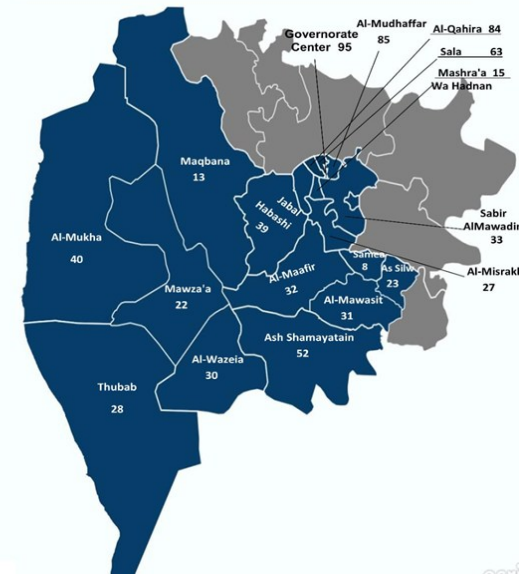 Al-Mudhaffar
85
Governorate
Center 95
Al-Qahira 84
Sala 63
Mashra'a 15
Wa Hadnan
Maqbana
13
Jabal
Habashi
39
Sabir
AlMawadin
33
Al-Mukha
40
Samea
8
As Silw
23
Al-Misrakh
27
Al-Maafir
32
Mawza'a
22
Al-Mawasit
31
Ash Shamayatain
52
Al-Wazeia
30
Thubab
28